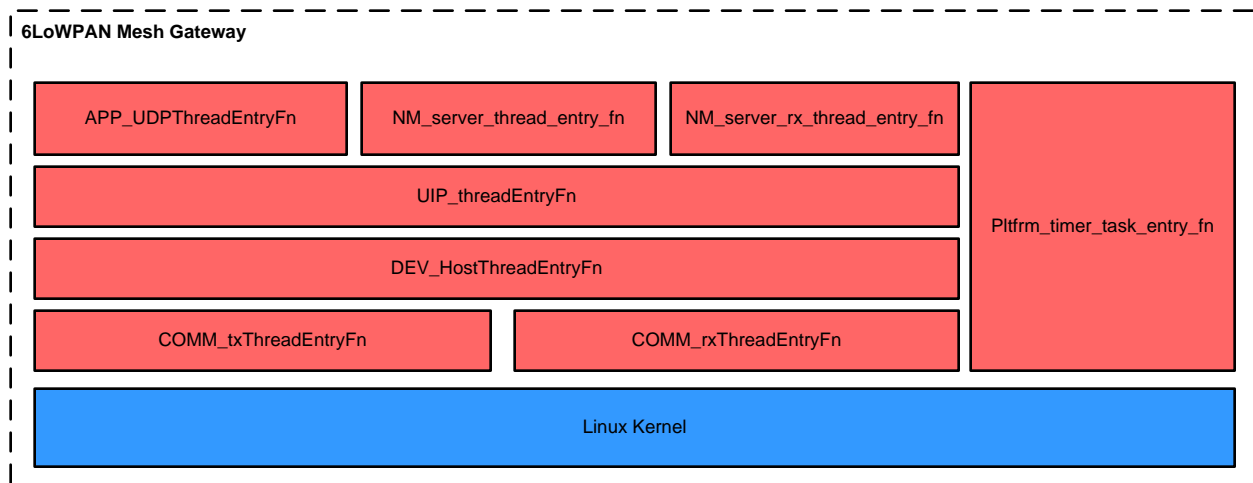 6LoWPAN Mesh Gateway
APP_UDPThreadEntryFn
NM_server_thread_entry_fn
NM_server_rx_thread_entry_fn
UIP_threadEntryFn
Pltfrm_timer_task_entry_fn
DEV_HostThreadEntryFn
COMM_txThreadEntryFn
COMM_rxThreadEntryFn
Linux Kernel